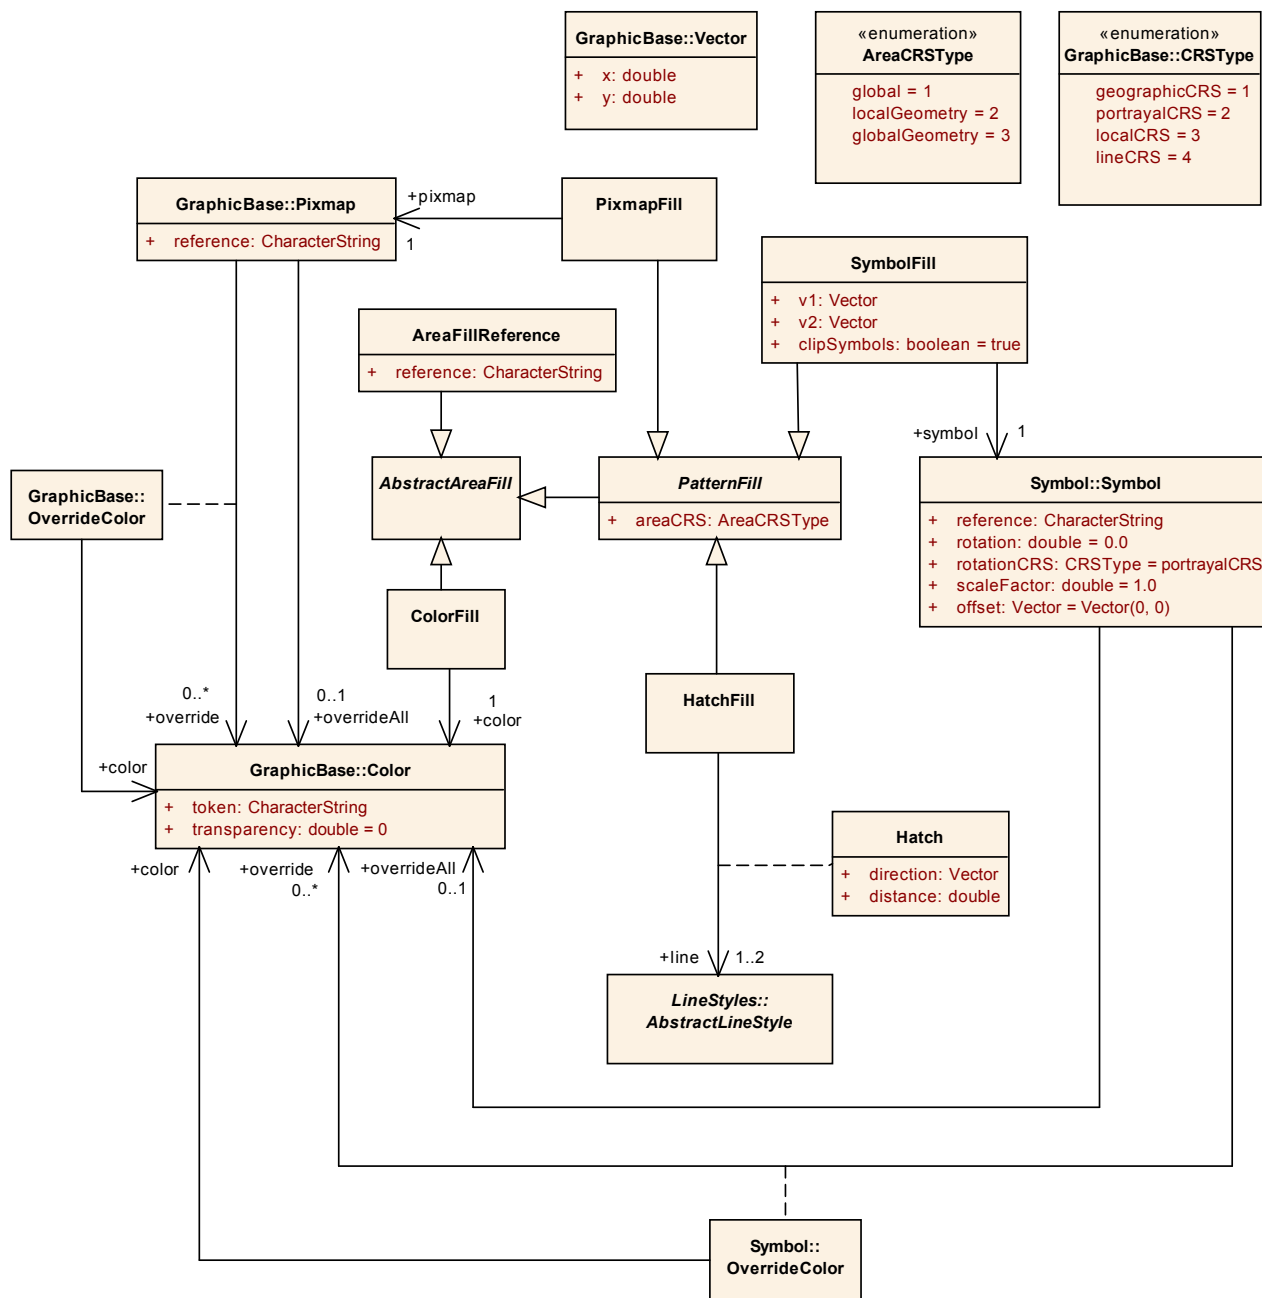 GraphicBase::Vector
+ x: double
+ y: double
«enumeration»
AreaCRSType
global = 1
localGeometry = 2
globalGeometry = 3
«enumeration»
GraphicBase::CRSType
geographicCRS = 1
portrayalCRS = 2
localCRS = 3
lineCRS = 4
GraphicBase::Pixmap
+ reference: CharacterString
+pixmap
1
PixmapFill
SymbolFill
+ v1: Vector
+ v2: Vector
+ clipSymbols: boolean = true
AreaFillReference
+ reference: CharacterString
+symbol
1
GraphicBase::
OverrideColor
AbstractAreaFill
PatternFill
+ areaCRS: AreaCRSType
Symbol::Symbol
+ reference: CharacterString
+ rotation: double = 0.0
+ rotationCRS: CRSType = portrayalCRS
+ scaleFactor: double = 1.0
+ offset: Vector = Vector(0, 0)
ColorFill
HatchFill
0..*
+override
0..1
+overrideAll
1
+color
+color
GraphicBase::Color
+ token: CharacterString
+ transparency: double = 0
+color
+override
0..*
+overrideAll
0..1
Hatch
+ direction: Vector
+ distance: double
+line
1..2
LineStyles::
AbstractLineStyle
Symbol::
OverrideColor